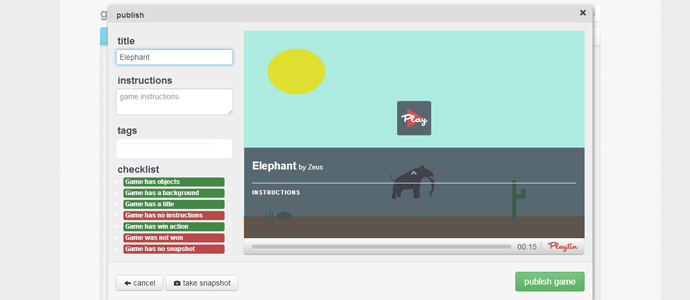 publish
title
Elephant
instructions
game instructions
tags
checklist
Game has objects
Game has a background
Game has a title
Game has no instructions
Game has win action
Game was not won
Game has no snapshot
Play
Elephant by Zeus
INSTRUCTIONS
00:15
Playtin
cancel
take snapshot
publish game